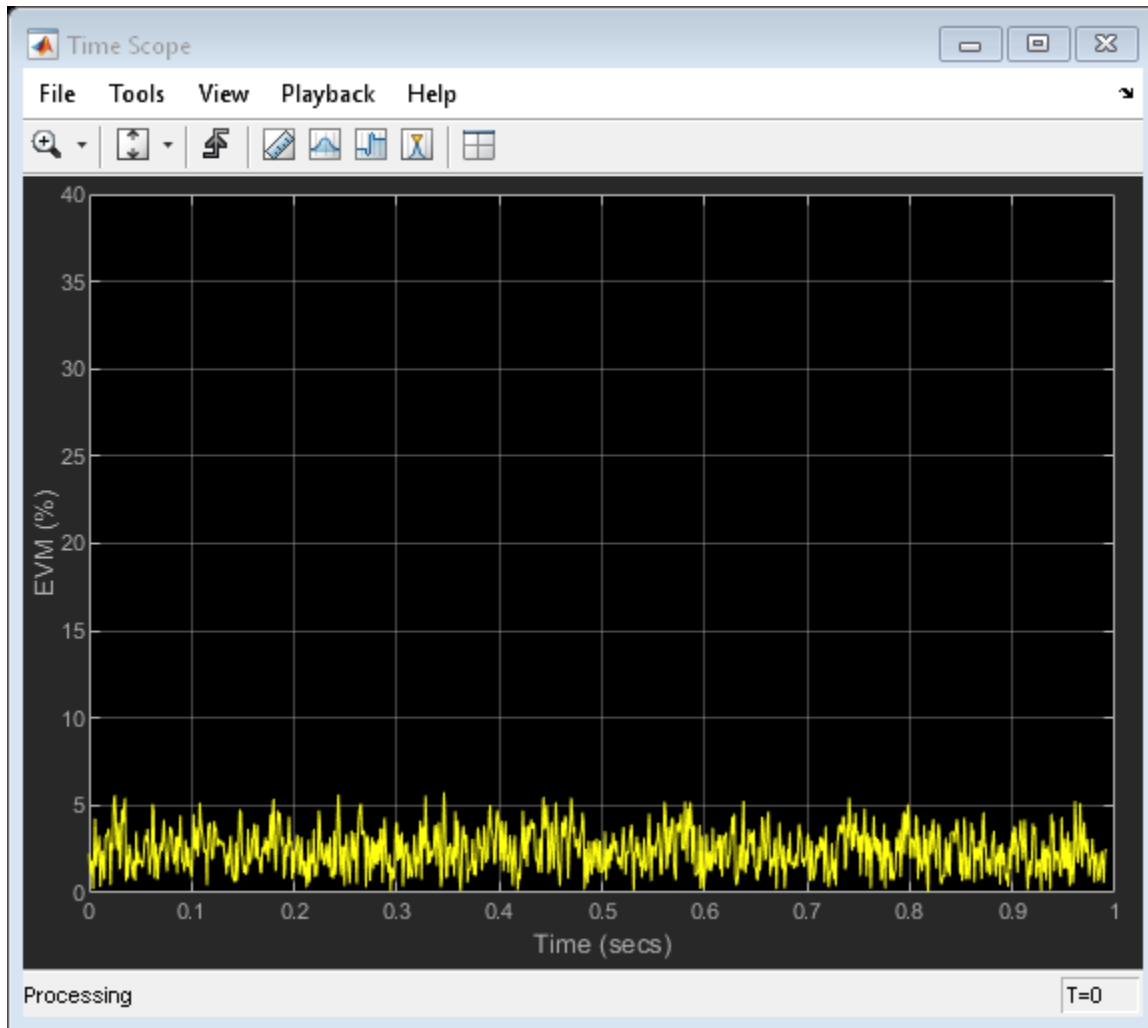 Time Scope
File Tools View Playback Help
40
35
30
25
20
15
10
5
0
EVM (%)
0 0.1 0.2 0.3 0.4 0.5 0.6 0.7 0.8 0.9 1
Time (secs)
Processing T=0